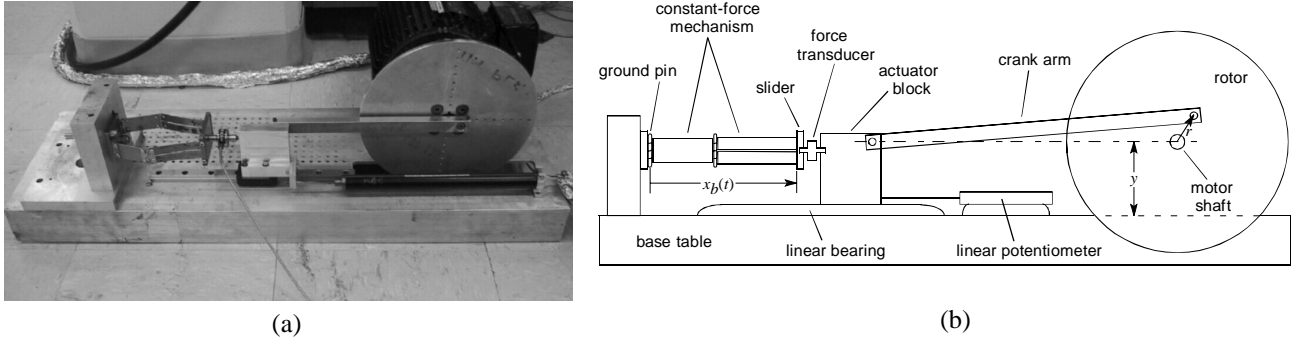 constant-force
mechanism
force
transducer
actuator
block
crank arm
rotor
ground pin
slider
r
x_b(t)
y
motor
shaft
base table
linear bearing
linear potentiometer
(a)
(b)